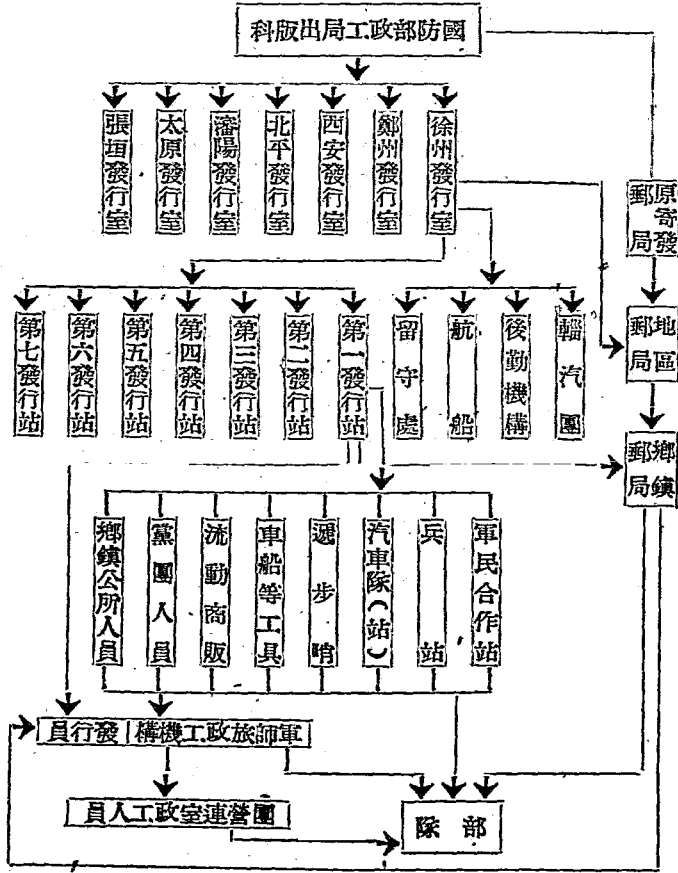 國防部政工局出版科
徐州發行室
鄭州發行室
西安發行室
北平發行室
瀋陽發行室
太原發行室
張垣發行室
原寄發
郵局
地區
郵局
鄉鎮
郵局
輜汽團
後勤機構
航船
留守處
第一發行站
第二發行站
第三發行站
第四發行站
第五發行站
第六發行站
第七發行站
軍民合作站
兵站
汽車隊(站)
遞步哨
車船等工具
流動商販
黨團人員
鄉鎮公所人員
軍師旅政工機構
發行員
團營連室政工人員
部隊